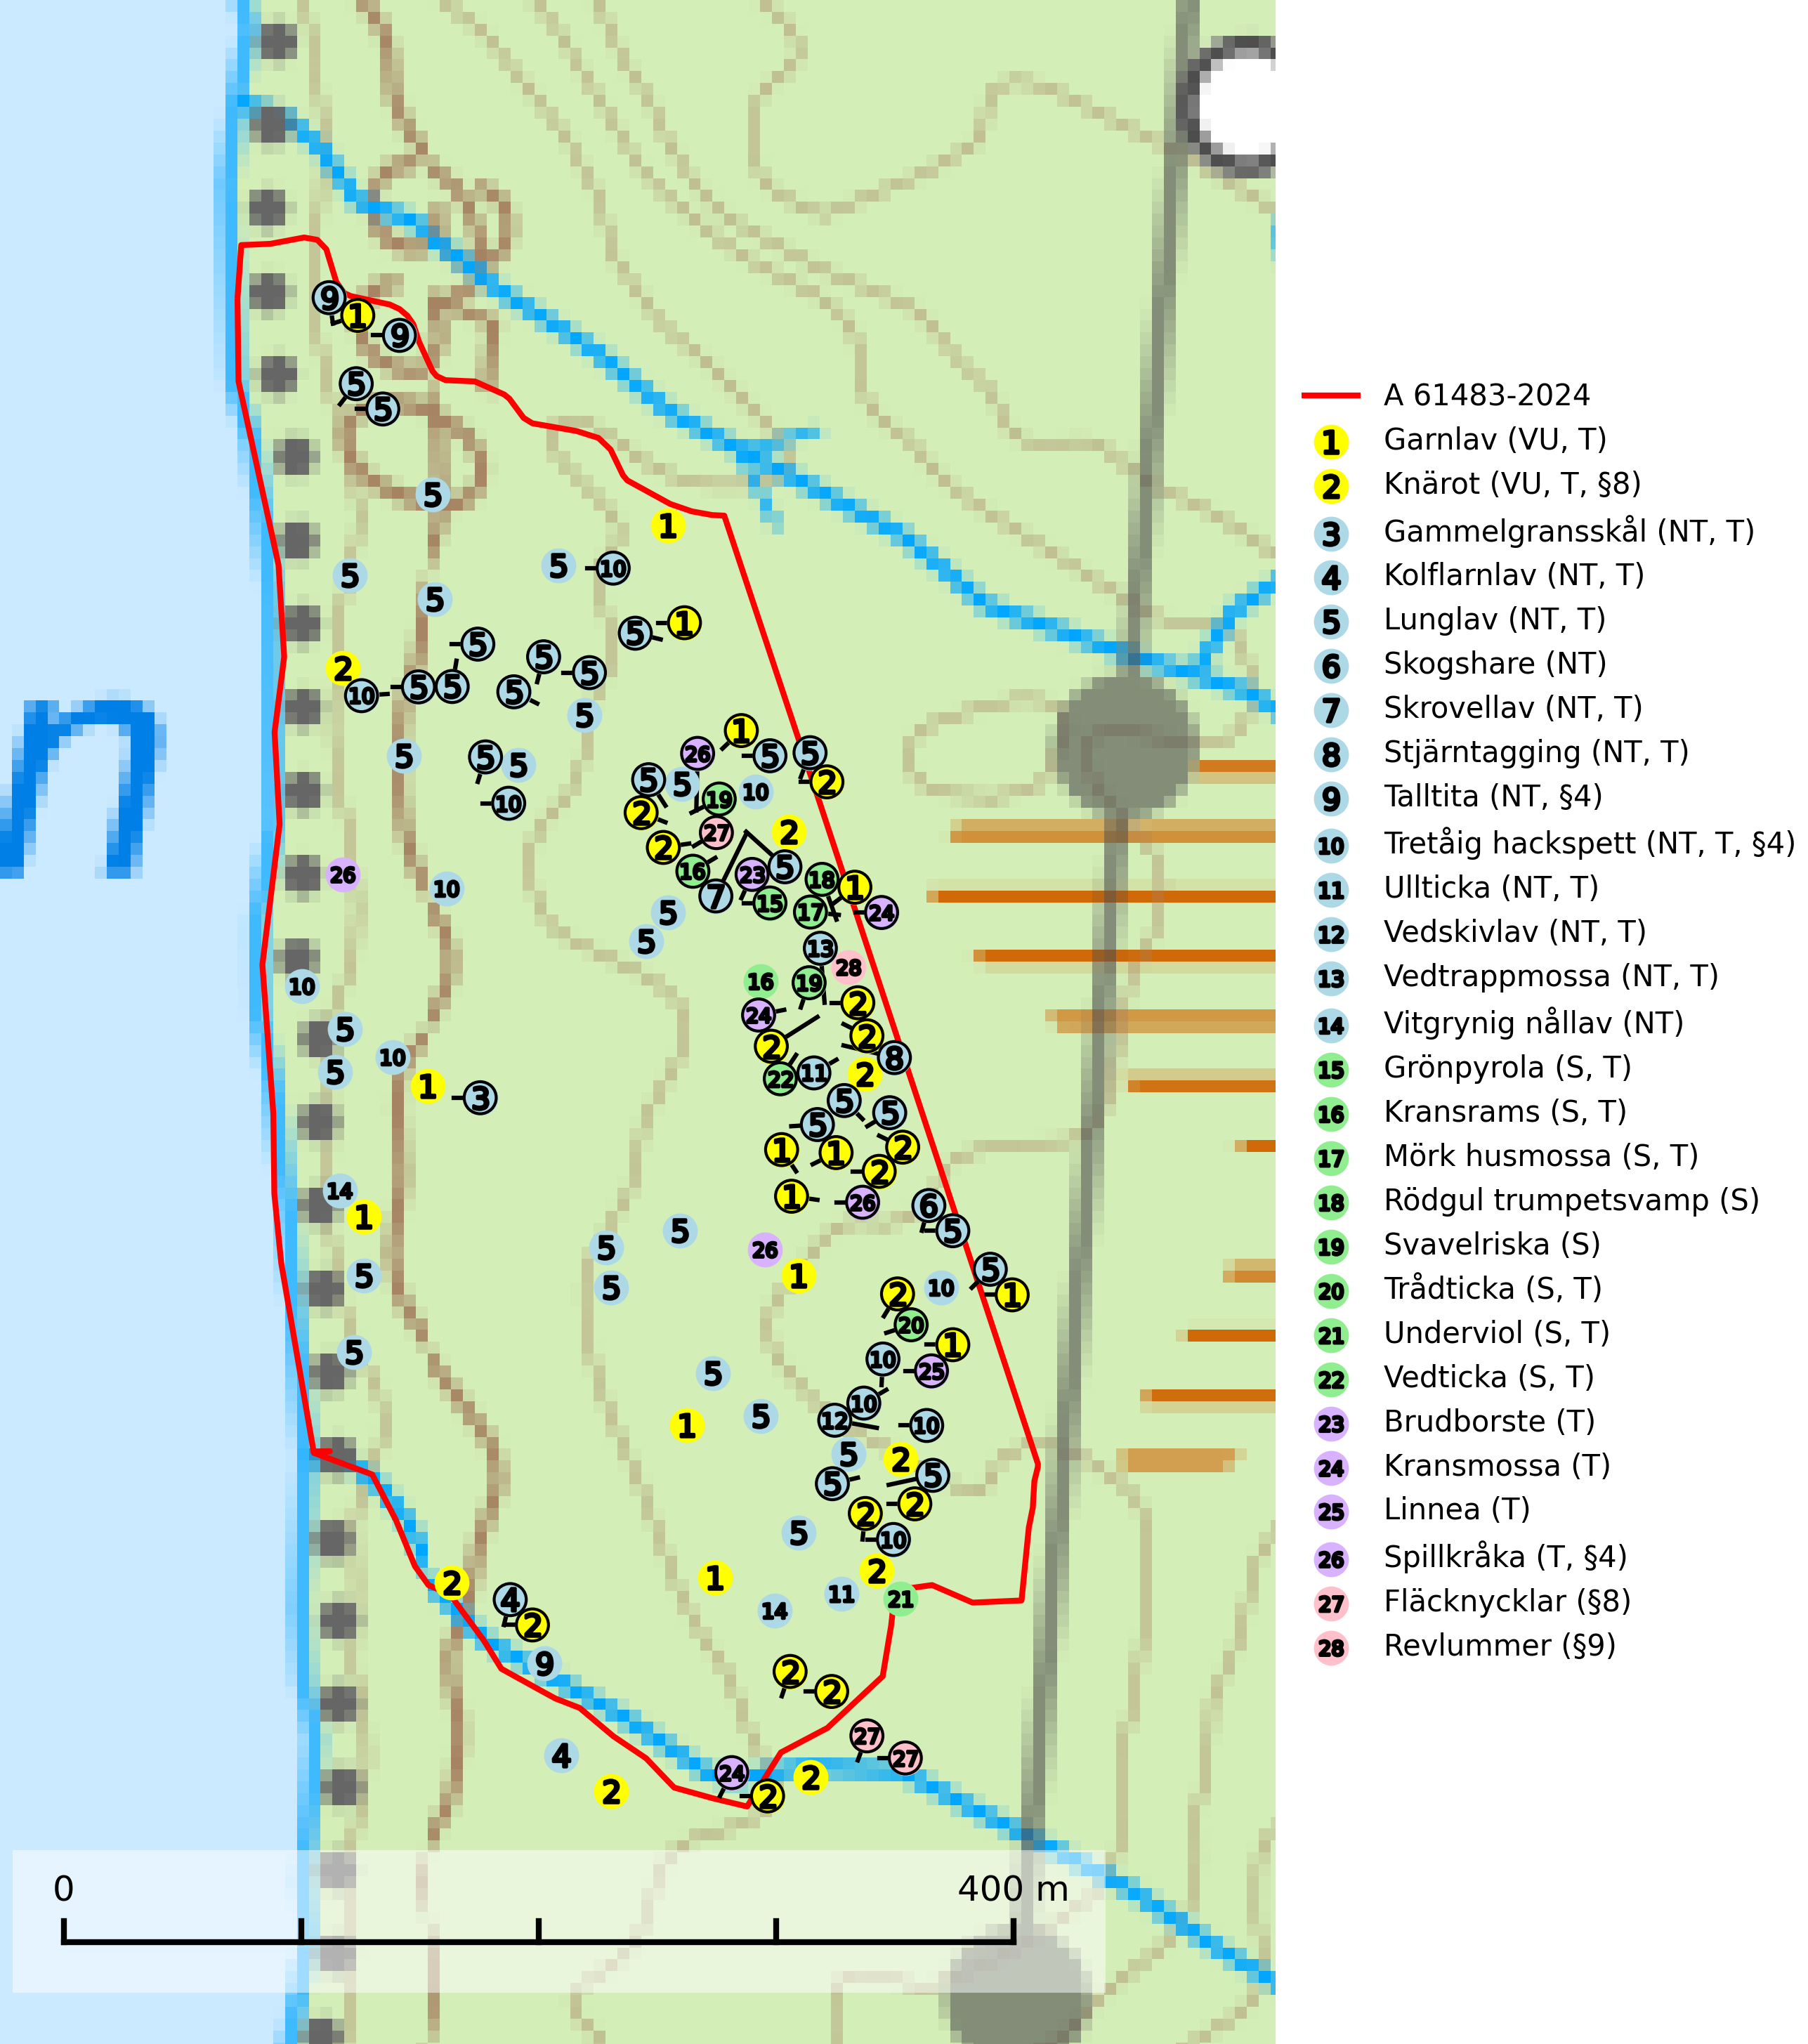 A 61483-2024
1 Garnlav (VU, T)
2 Knärot (VU, T, §8)
3 Gammelgransskål (NT, T)
4 Kolflarnlav (NT, T)
5 Lunglav (NT, T)
6 Skogshare (NT)
7 Skrovellav (NT, T)
8 Stjärntagging (NT, T)
9 Talltita (NT, §4)
10 Tretåig hackspett (NT, T, §4)
11 Ullticka (NT, T)
12 Vedskivlav (NT, T)
13 Vedtrappmossa (NT, T)
14 Vitgrynig nållav (NT)
15 Grönpyrola (S, T)
16 Kransrams (S, T)
17 Mörk husmossa (S, T)
18 Rödgul trumpetsvamp (S)
19 Svavelriska (S)
20 Trådticka (S, T)
21 Underviol (S, T)
22 Vedticka (S, T)
23 Brudborste (T)
24 Kransmossa (T)
25 Linnea (T)
26 Spillkråka (T, §4)
27 Fläcknycklar (§8)
28 Revlummer (§9)
n
0 400 m